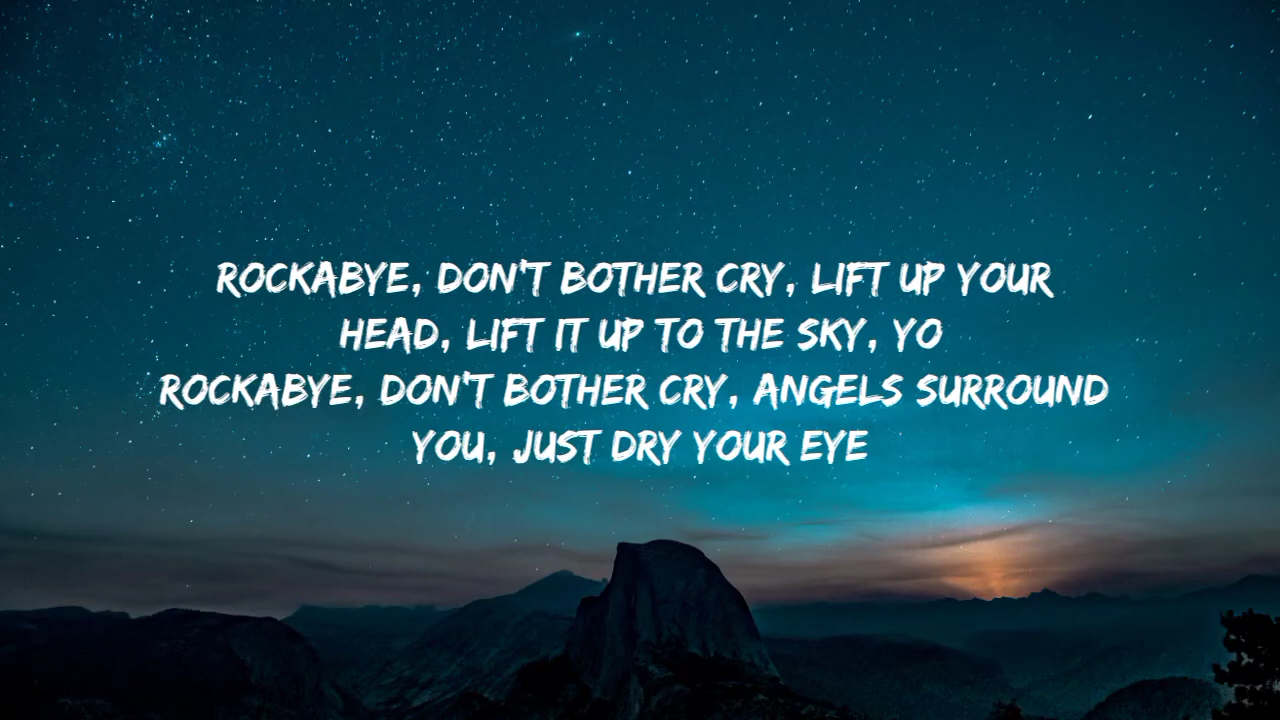 ROCKABYE, DON'T BOTHER CRY, LIFT UP YOUR
HEAD, LIFT IT UP TO THE SKY, YO
ROCKABYE, DON'T BOTHER CRY, ANGELS SURROUND
YOU, JUST DRY YOUR EYE